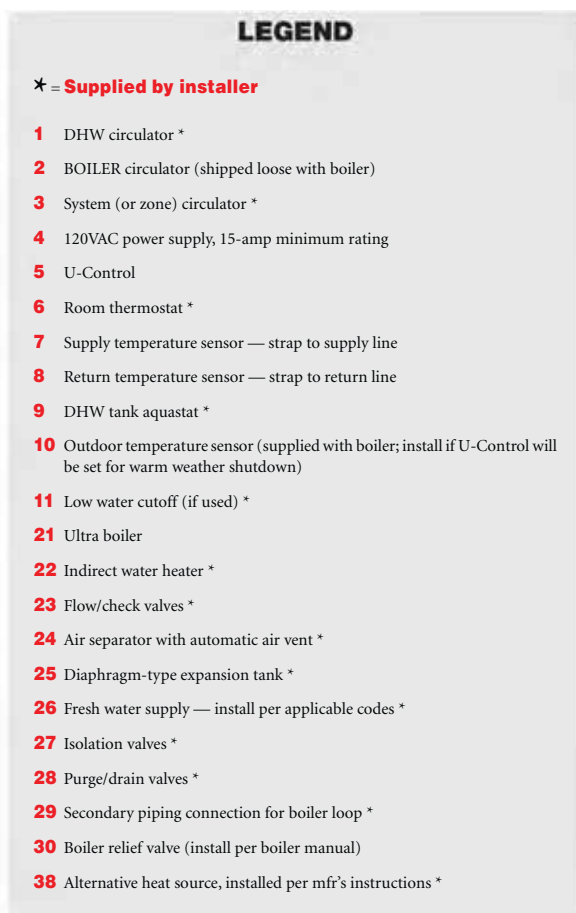 LEGEND
* = Supplied by installer
1 DHW circulator *
2 BOILER circulator (shipped loose with boiler)
3 System (or zone) circulator *
4 120VAC power supply, 15-amp minimum rating
5 U-Control
6 Room thermostat *
7 Supply temperature sensor — strap to supply line
8 Return temperature sensor — strap to return line
9 DHW tank aquastat *
10 Outdoor temperature sensor (supplied with boiler; install if U-Control will
be set for warm weather shutdown)
11 Low water cutoff (if used) *
21 Ultra boiler
22 Indirect water heater *
23 Flow/check valves *
24 Air separator with automatic air vent *
25 Diaphragm-type expansion tank *
26 Fresh water supply — install per applicable codes *
27 Isolation valves *
28 Purge/drain valves *
29 Secondary piping connection for boiler loop *
30 Boiler relief valve (install per boiler manual)
38 Alternative heat source, installed per mfr's instructions *